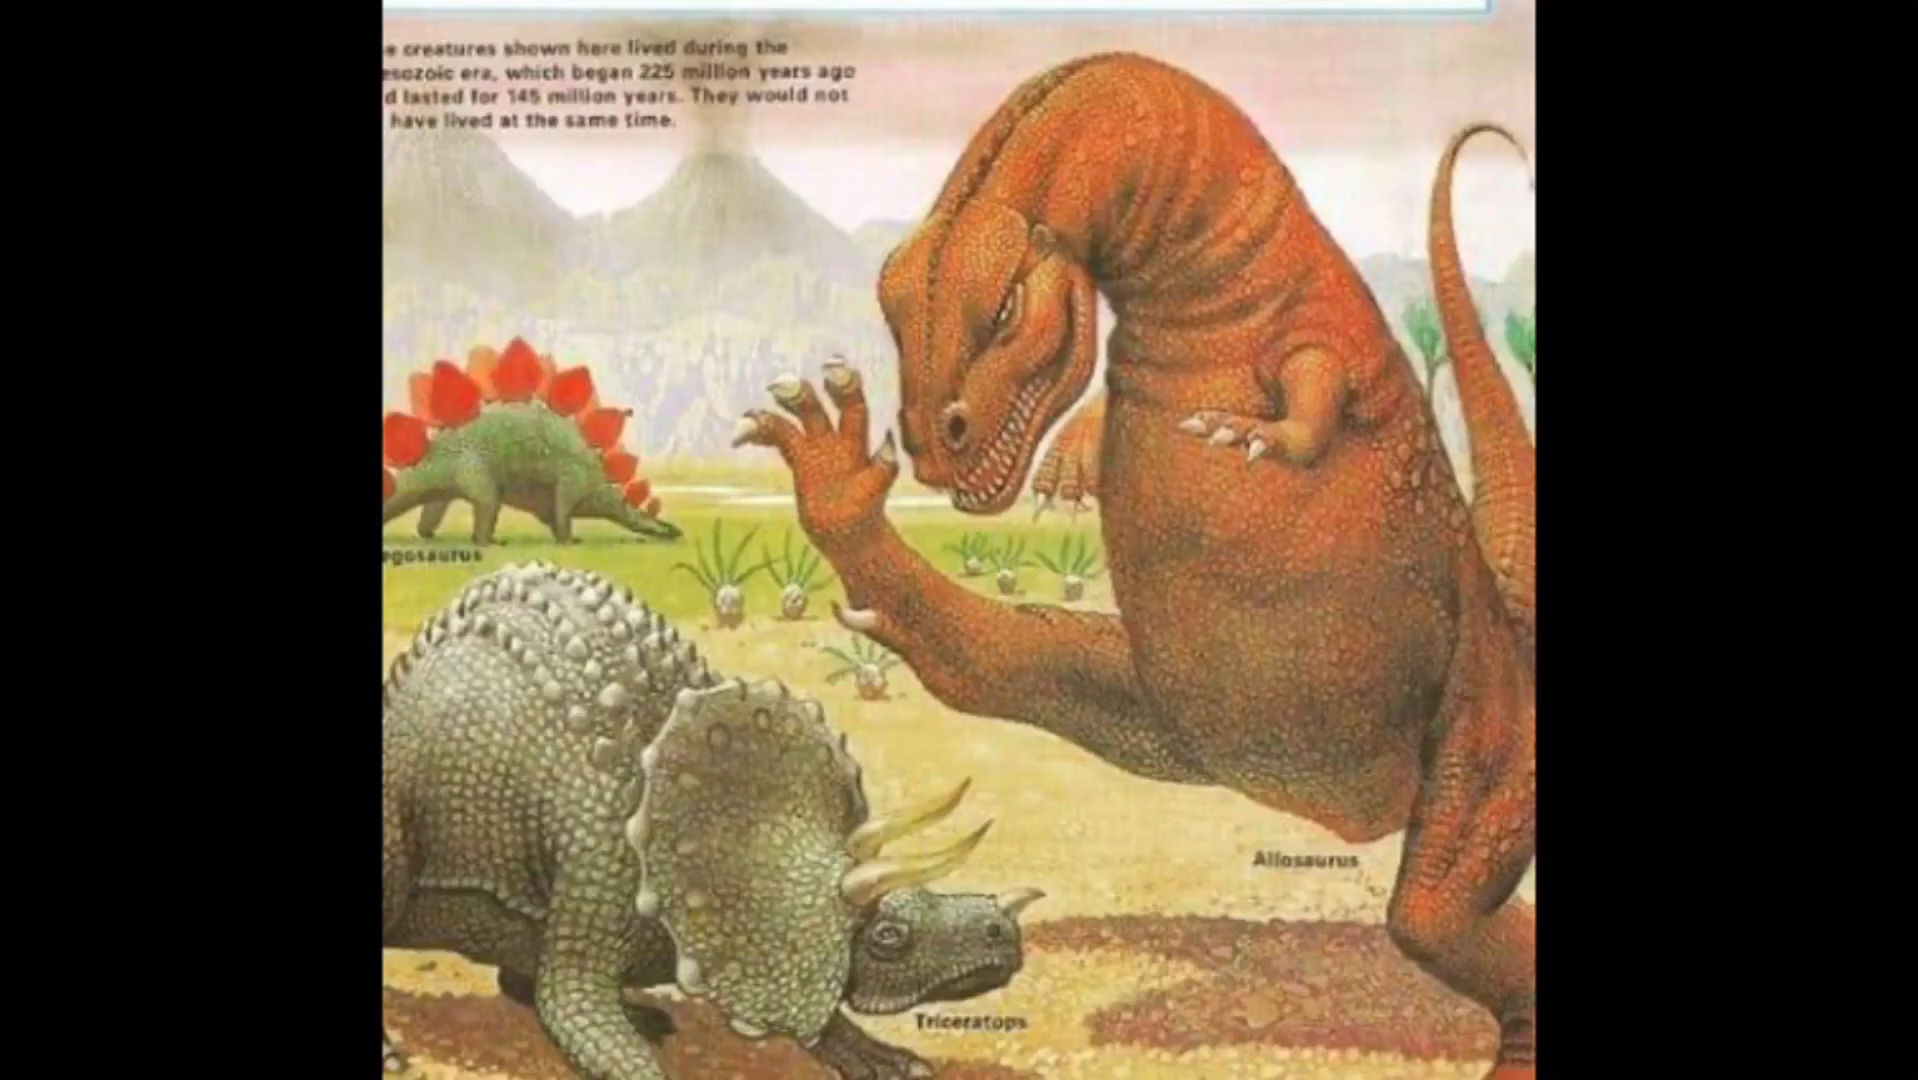 e creatures shown here lived during the
esozoic era, which began 225 million years ago
d lasted for 145 million years. They would not
have lived at the same time.
egosaurus
Allosaurus
Triceratops